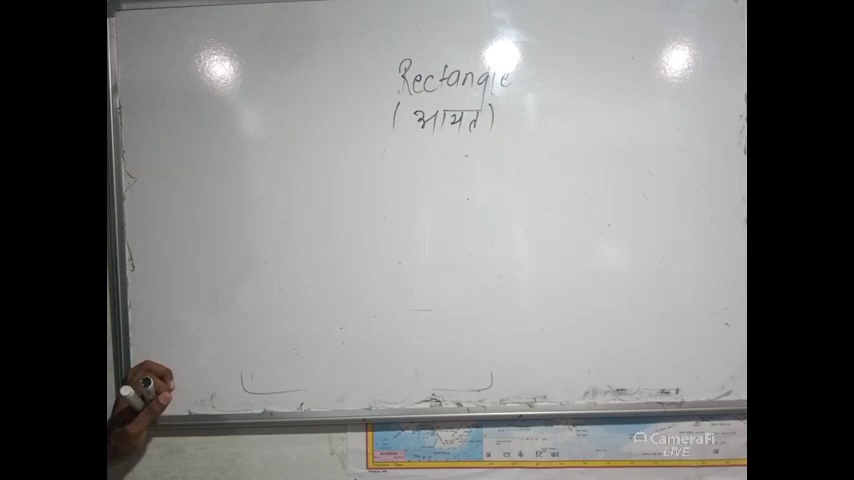 Rectangle
(आयत)
अं टा र्क टि का
CameraFi
LIVE